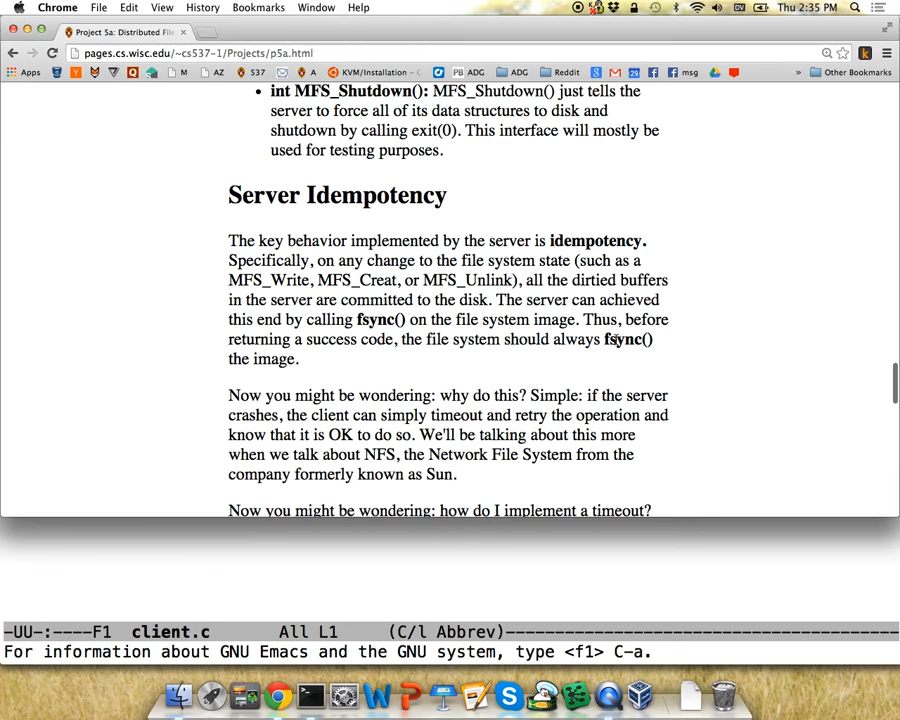 Chrome File Edit View History Bookmarks Window Help Thu 2:35 PM
Project 5a: Distributed File
pages.cs.wisc.edu/~cs537-1/Projects/p5a.html
Apps M AZ 537 A KVM/Installation - C PB ADG ADG Reddit 29 msg » Other Bookmarks
• int MFS_Shutdown(): MFS_Shutdown() just tells the
server to force all of its data structures to disk and
shutdown by calling exit(0). This interface will mostly be
used for testing purposes.
Server Idempotency
The key behavior implemented by the server is idempotency.
Specifically, on any change to the file system state (such as a
MFS_Write, MFS_Creat, or MFS_Unlink), all the dirtied buffers
in the server are committed to the disk. The server can achieved
this end by calling fsync() on the file system image. Thus, before
returning a success code, the file system should always fsync()
the image.
Now you might be wondering: why do this? Simple: if the server
crashes, the client can simply timeout and retry the operation and
know that it is OK to do so. We'll be talking about this more
when we talk about NFS, the Network File System from the
company formerly known as Sun.
Now you might be wondering: how do I implement a timeout?
-UU-:----F1 client.c All L1 (C/l Abbrev)------------------------------------------
For information about GNU Emacs and the GNU system, type <f1> C-a.